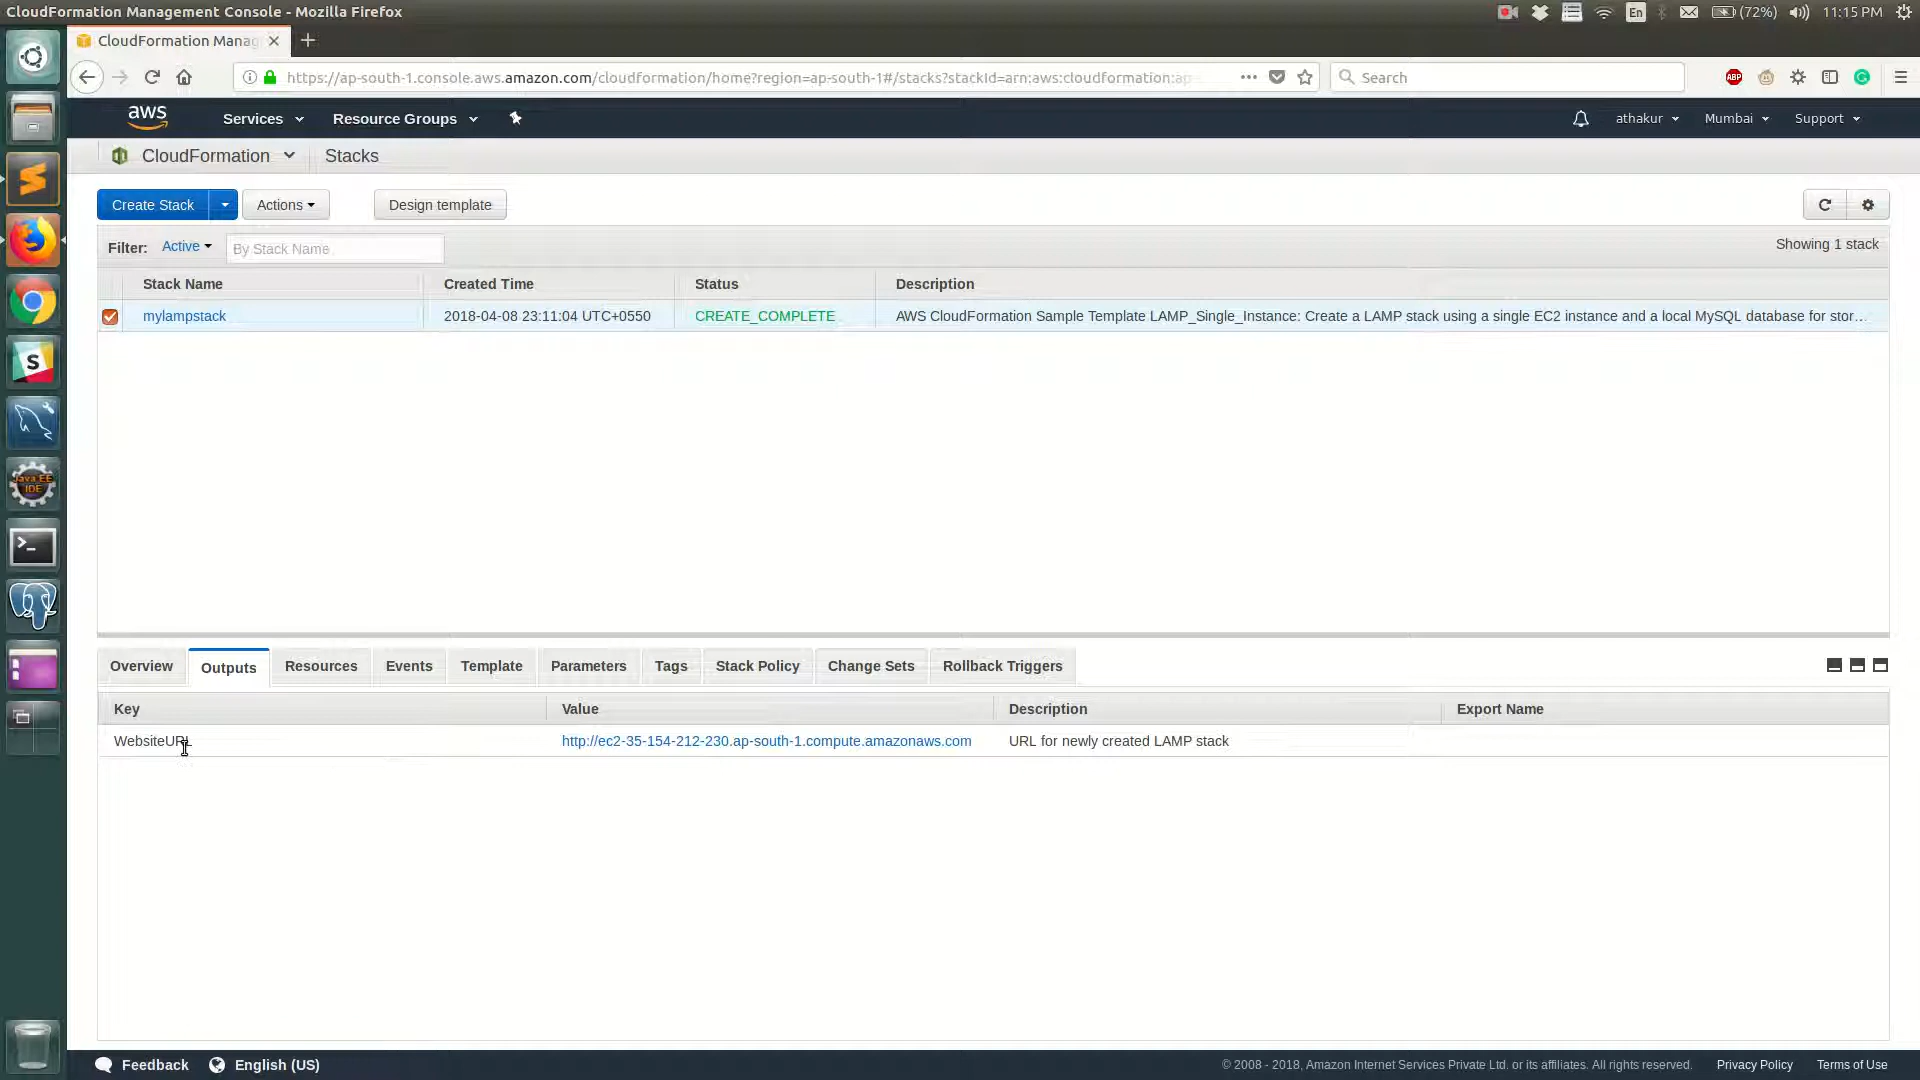 CloudFormation Management Console - Mozilla Firefox
En
(72%)
11:15 PM
CloudFormation Manag
https://ap-south-1.console.aws.amazon.com/cloudformation/home?region=ap-south-1#/stacks?stackId=arn:aws:cloudformation:ap-
Search
ABP
aws
Services
Resource Groups
athakur
Mumbai
Support
CloudFormation
Stacks
Create Stack
Actions
Design template
Filter:
Active
By Stack Name
Showing 1 stack
Stack Name
Created Time
Status
Description
mylampstack
2018-04-08 23:11:04 UTC+0550
CREATE_COMPLETE
AWS CloudFormation Sample Template LAMP_Single_Instance: Create a LAMP stack using a single EC2 instance and a local MySQL database for stor...
Java EE
IDE
Overview
Outputs
Resources
Events
Template
Parameters
Tags
Stack Policy
Change Sets
Rollback Triggers
Key
Value
Description
Export Name
WebsiteURL
http://ec2-35-154-212-230.ap-south-1.compute.amazonaws.com
URL for newly created LAMP stack
Feedback
English (US)
© 2008 - 2018, Amazon Internet Services Private Ltd. or its affiliates. All rights reserved.
Privacy Policy
Terms of Use